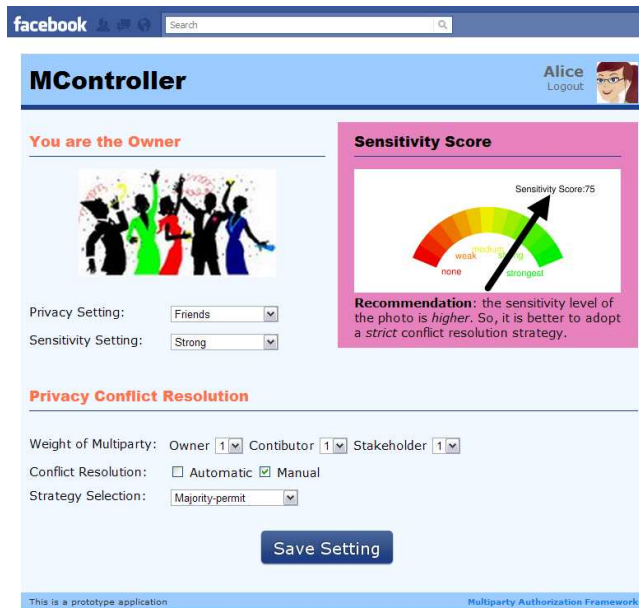 facebook
Search
MController
Alice
Logout
You are the Owner
Sensitivity Score
Sensitivity Score:75
medium
weak strong
none strongest
Privacy Setting: Friends
Sensitivity Setting: Strong
Recommendation: the sensitivity level of
the photo is higher. So, it is better to adopt
a strict conflict resolution strategy.
Privacy Conflict Resolution
Weight of Multiparty: Owner 1 Contibutor 1 Stakeholder 1
Conflict Resolution: Automatic Manual
Strategy Selection: Majority-permit
Save Setting
This is a prototype application
Multiparty Authorization Framework